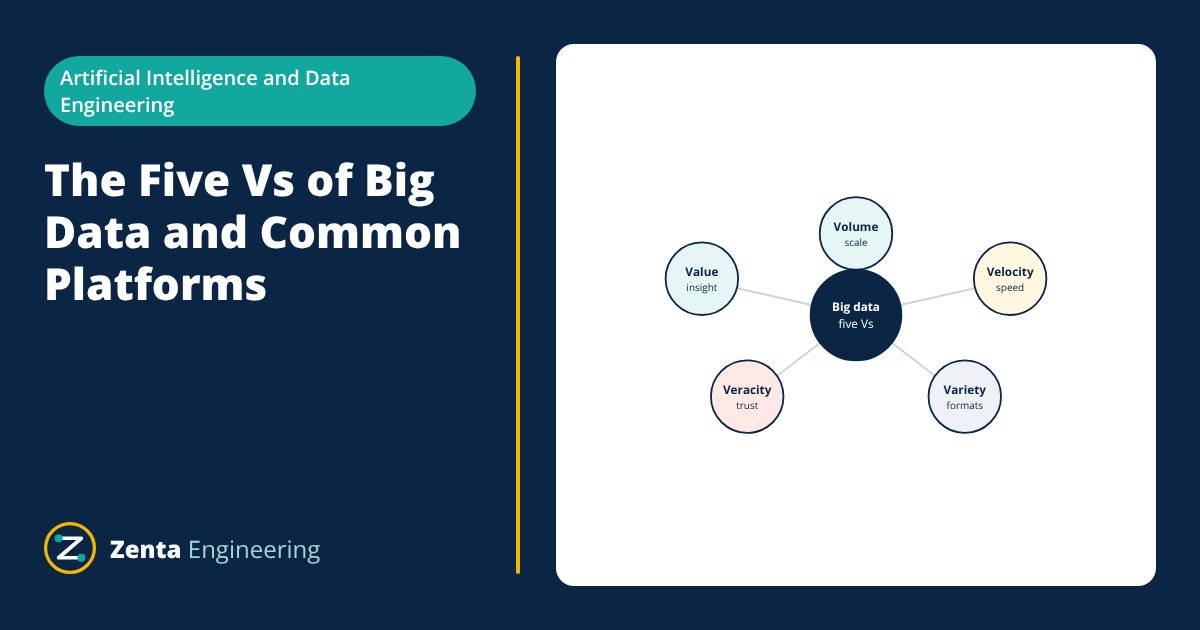 Artificial Intelligence and Data
Engineering
The Five Vs of Big
Data and Common
Platforms
Zenta Engineering
Volume
scale
Value
insight
Velocity
speed
Big data
five Vs
Veracity
trust
Variety
formats